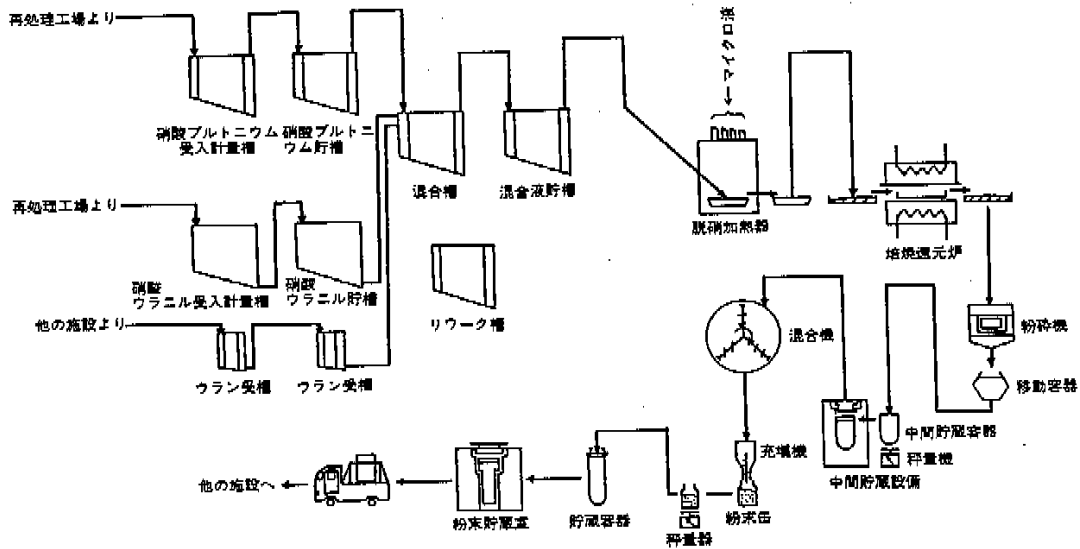 再処理工場より
硝酸プルトニウム
受入計量槽
硝酸プルトニ
ウム貯槽
混合槽
混合液貯槽
←マイクロ波
脱硝加熱器
焙焼還元炉
再処理工場より
硝酸
ウラニル受入計量槽
硝酸
ウラニル貯槽
リワーク槽
他の施設より
ウラン受槽
ウラン受槽
混合機
粉砕機
移動容器
中間貯蔵容器
秤量機
中間貯蔵設備
充填機
粉末缶
秤量器
貯蔵容器
粉末貯蔵室
他の施設へ